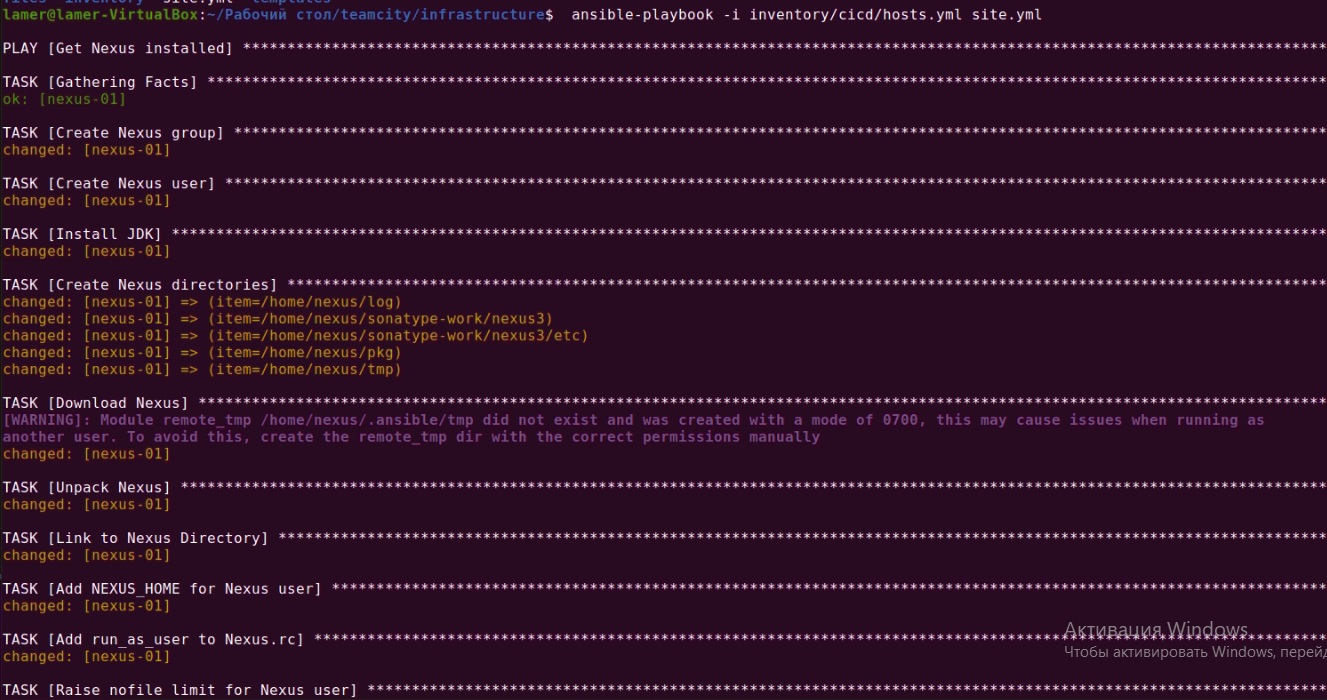 files inventory site.yml templates
lamer@lamer-VirtualBox:~/Рабочий стол/teamcity/infrastructure$ ansible-playbook -i inventory/cicd/hosts.yml site.yml
PLAY [Get Nexus installed] ***************************************************************************************************************************
TASK [Gathering Facts] *******************************************************************************************************************************
ok: [nexus-01]
TASK [Create Nexus group] ****************************************************************************************************************************
changed: [nexus-01]
TASK [Create Nexus user] *****************************************************************************************************************************
changed: [nexus-01]
TASK [Install JDK] ***********************************************************************************************************************************
changed: [nexus-01]
TASK [Create Nexus directories] **********************************************************************************************************************
changed: [nexus-01] => (item=/home/nexus/log)
changed: [nexus-01] => (item=/home/nexus/sonatype-work/nexus3)
changed: [nexus-01] => (item=/home/nexus/sonatype-work/nexus3/etc)
changed: [nexus-01] => (item=/home/nexus/pkg)
changed: [nexus-01] => (item=/home/nexus/tmp)
TASK [Download Nexus] ********************************************************************************************************************************
[WARNING]: Module remote_tmp /home/nexus/.ansible/tmp did not exist and was created with a mode of 0700, this may cause issues when running as
another user. To avoid this, create the remote_tmp dir with the correct permissions manually
changed: [nexus-01]
TASK [Unpack Nexus] **********************************************************************************************************************************
changed: [nexus-01]
TASK [Link to Nexus Directory] ***********************************************************************************************************************
changed: [nexus-01]
TASK [Add NEXUS_HOME for Nexus user] *****************************************************************************************************************
changed: [nexus-01]
TASK [Add run_as_user to Nexus.rc] *******************************************************************************************************************
changed: [nexus-01]
TASK [Raise nofile limit for Nexus user] *************************************************************************************************************
Активация Windows
Чтобы активировать Windows,